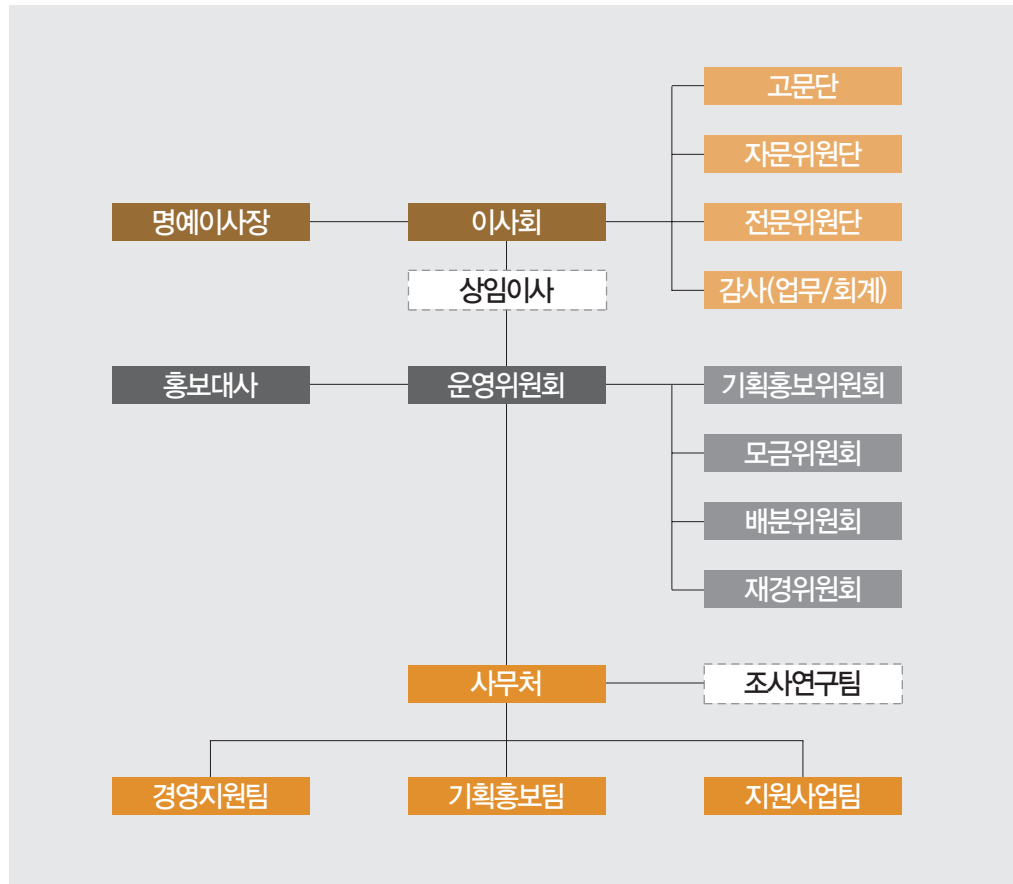 고문단
자문위원단
명예이사장
이사회
전문위원단
상임이사
감사(업무/회계)
홍보대사
운영위원회
기획홍보위원회
모금위원회
배분위원회
재경위원회
사무처
조사연구팀
경영지원팀
기획홍보팀
지원사업팀